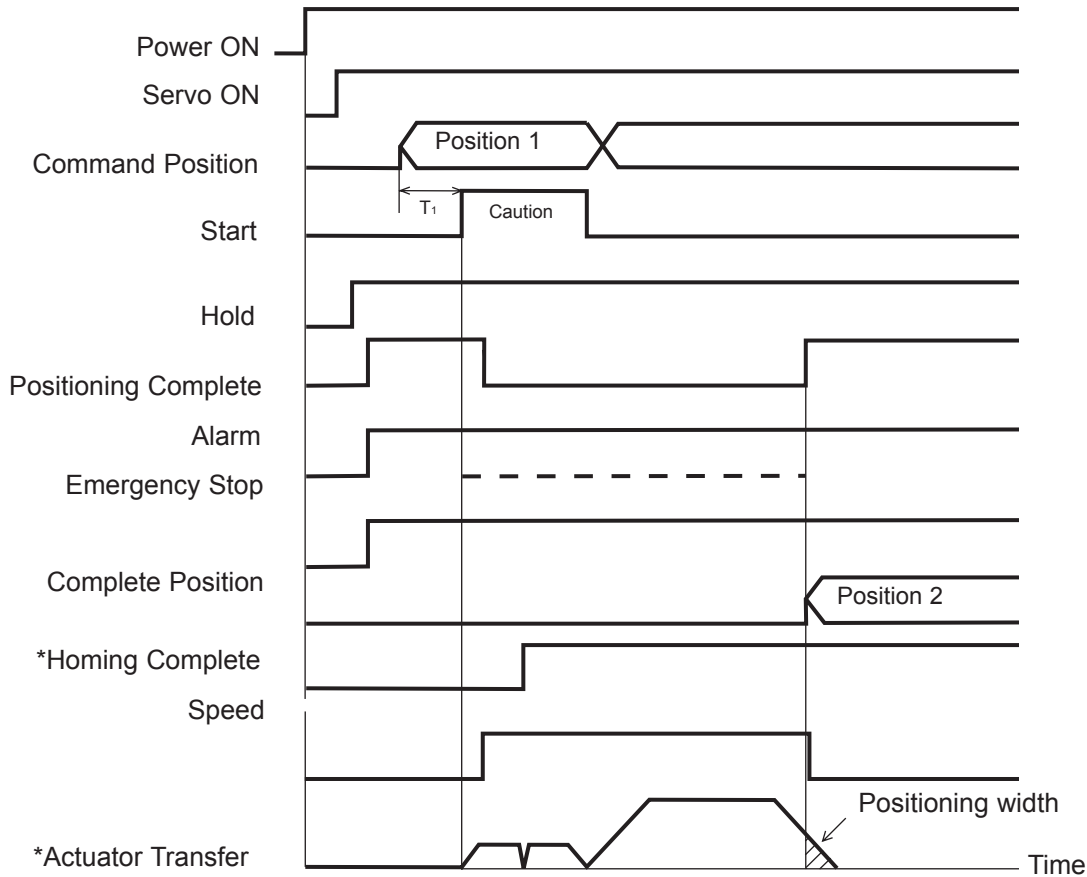 Power ON
Servo ON
Command Position
Position 1
T1
Caution
Start
Hold
Positioning Complete
Alarm
Emergency Stop
Complete Position
Position 2
*Homing Complete
Speed
Positioning width
*Actuator Transfer
Time